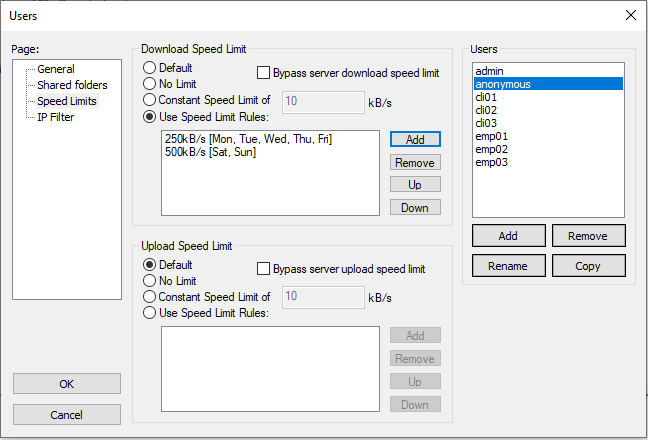 Users
Page:
General
Shared folders
Speed Limits
IP Filter
OK
Cancel
Download Speed Limit
Default
Bypass server download speed limit
No Limit
Constant Speed Limit of 10 kB/s
Use Speed Limit Rules:
250kB/s [Mon, Tue, Wed, Thu, Fri]
500kB/s [Sat, Sun]
Add
Remove
Up
Down
Upload Speed Limit
Default
Bypass server upload speed limit
No Limit
Constant Speed Limit of 10 kB/s
Use Speed Limit Rules:
Add
Remove
Up
Down
Users
admin
anonymous
cli01
cli02
cli03
emp01
emp02
emp03
Add Remove
Rename Copy